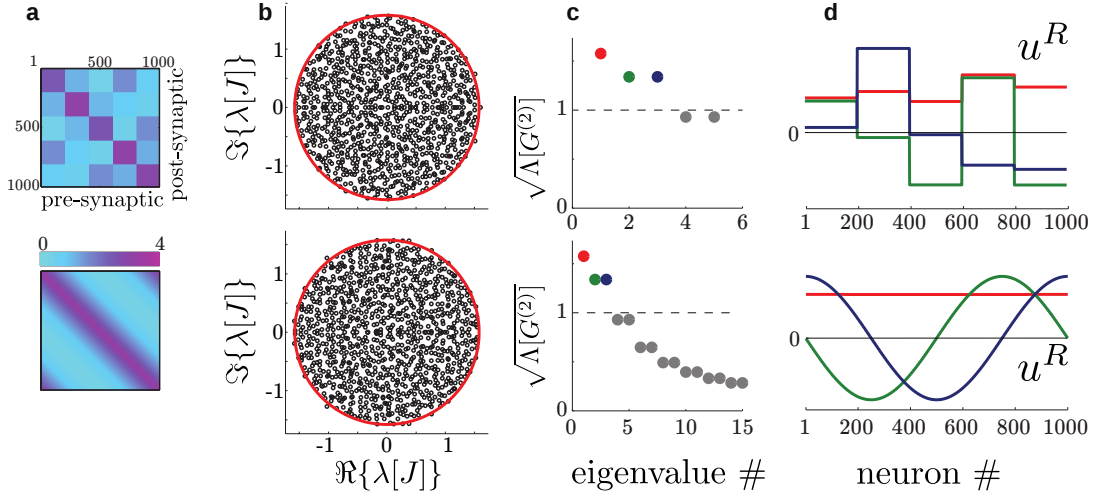 a
1 500 1000
500
1000
pre-synaptic
post-synaptic
0 4
b
1
0
-1
ℑ{λ[J]}
1
0
-1
ℑ{λ[J]}
-1 0 1
ℜ{λ[J]}
c
1
0
√Λ[G⁽²⁾]
0 2 4 6
1
0
√Λ[G⁽²⁾]
0 5 10 15
eigenvalue #
d
u^R
0
1 200 400 600 800 1000
0
u^R
1 200 400 600 800 1000
neuron #